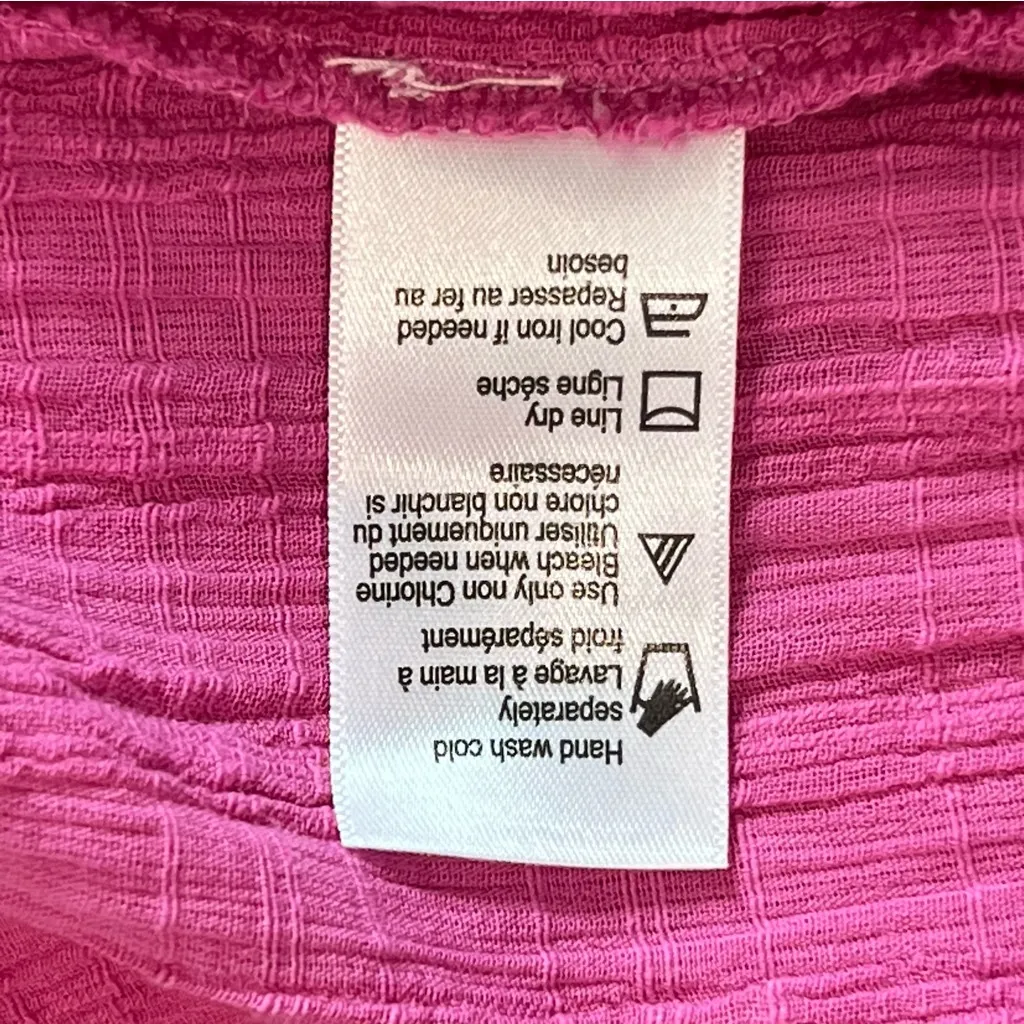 Hand wash cold
separately
Lavage à la main à
froid séparément
Use only non Chlorine
Bleach when needed
Utiliser uniquement du
chlore non blanchir si
nécessaire
Line dry
Ligne séche
Cool iron if needed
Repasser au fer au
besoin